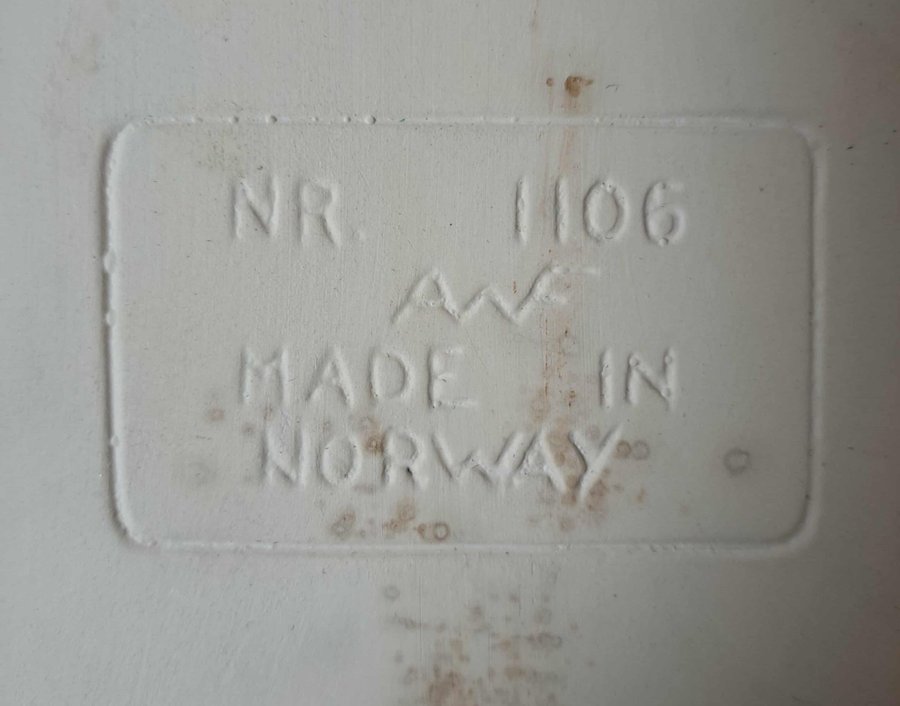 NR. 1106
AWF
MADE IN
NORWAY